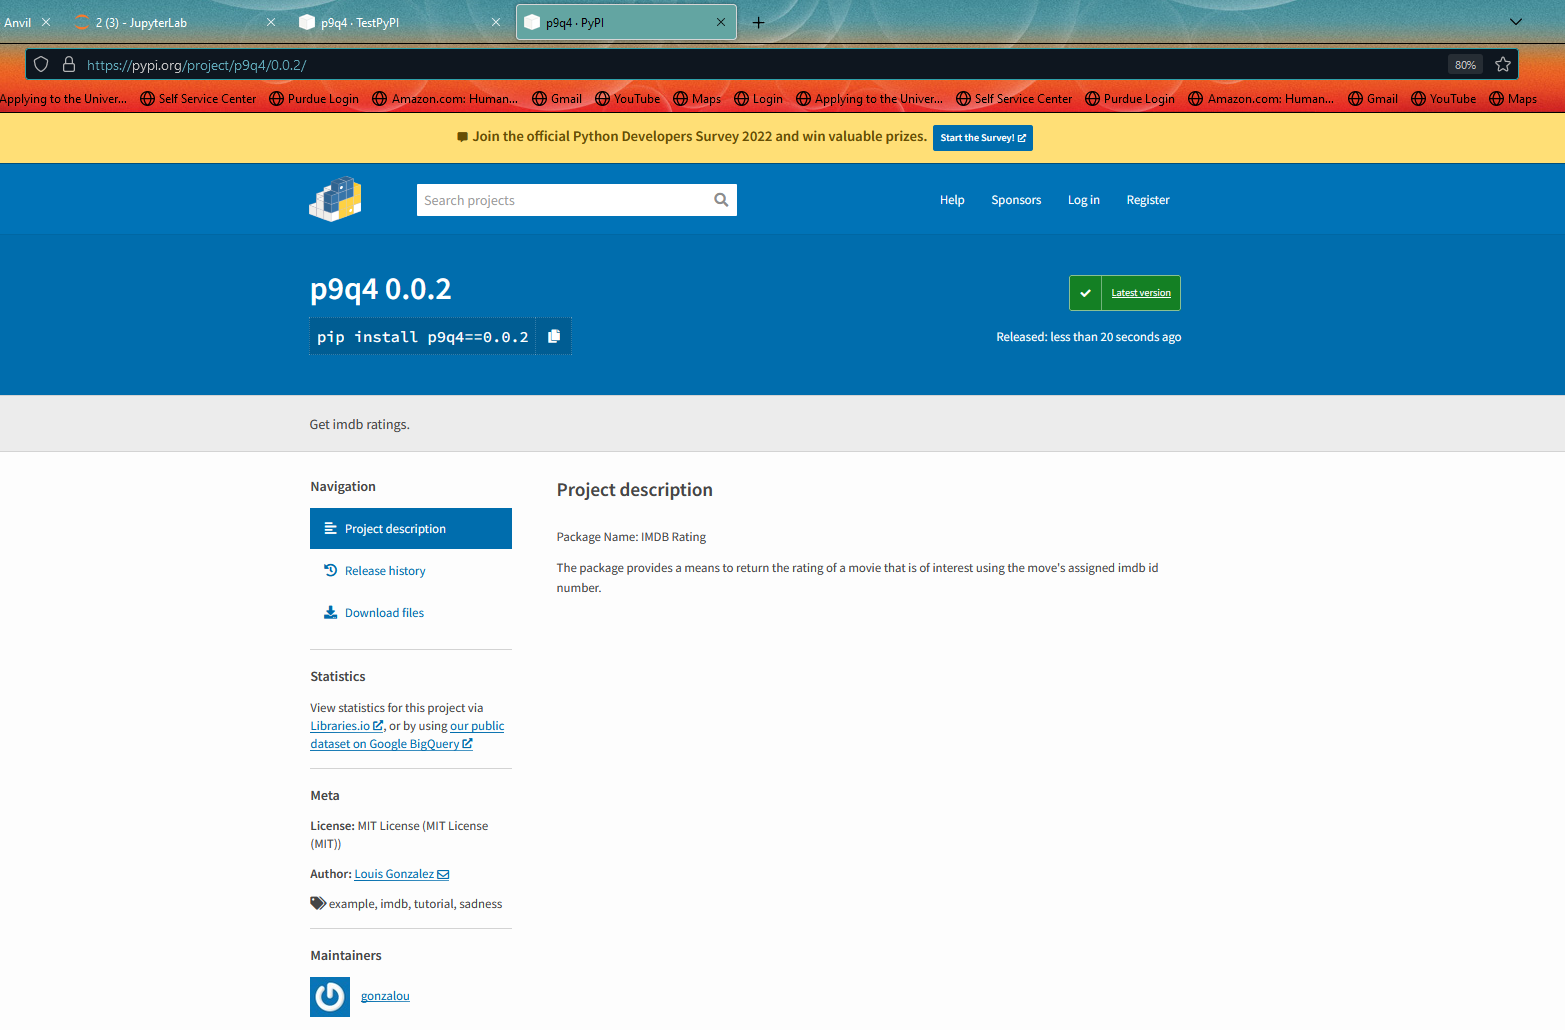 Anvil
2 (3) - JupyterLab
p9q4 · TestPyPI
p9q4 · PyPI
https://pypi.org/project/p9q4/0.0.2/
80%
Applying to the Univer... Self Service Center Purdue Login Amazon.com: Human... Gmail YouTube Maps Login Applying to the Univer... Self Service Center Purdue Login Amazon.com: Human... Gmail YouTube Maps
Join the official Python Developers Survey 2022 and win valuable prizes. Start the Survey!
Search projects
Help Sponsors Log in Register
p9q4 0.0.2
Latest version
pip install p9q4==0.0.2
Released: less than 20 seconds ago
Get imdb ratings.
Navigation
Project description
Release history
Download files
Statistics
View statistics for this project via
Libraries.io, or by using our public
dataset on Google BigQuery
Meta
License: MIT License (MIT License
(MIT))
Author: Louis Gonzalez
example, imdb, tutorial, sadness
Maintainers
gonzalou
Project description
Package Name: IMDB Rating
The package provides a means to return the rating of a movie that is of interest using the move's assigned imdb id
number.